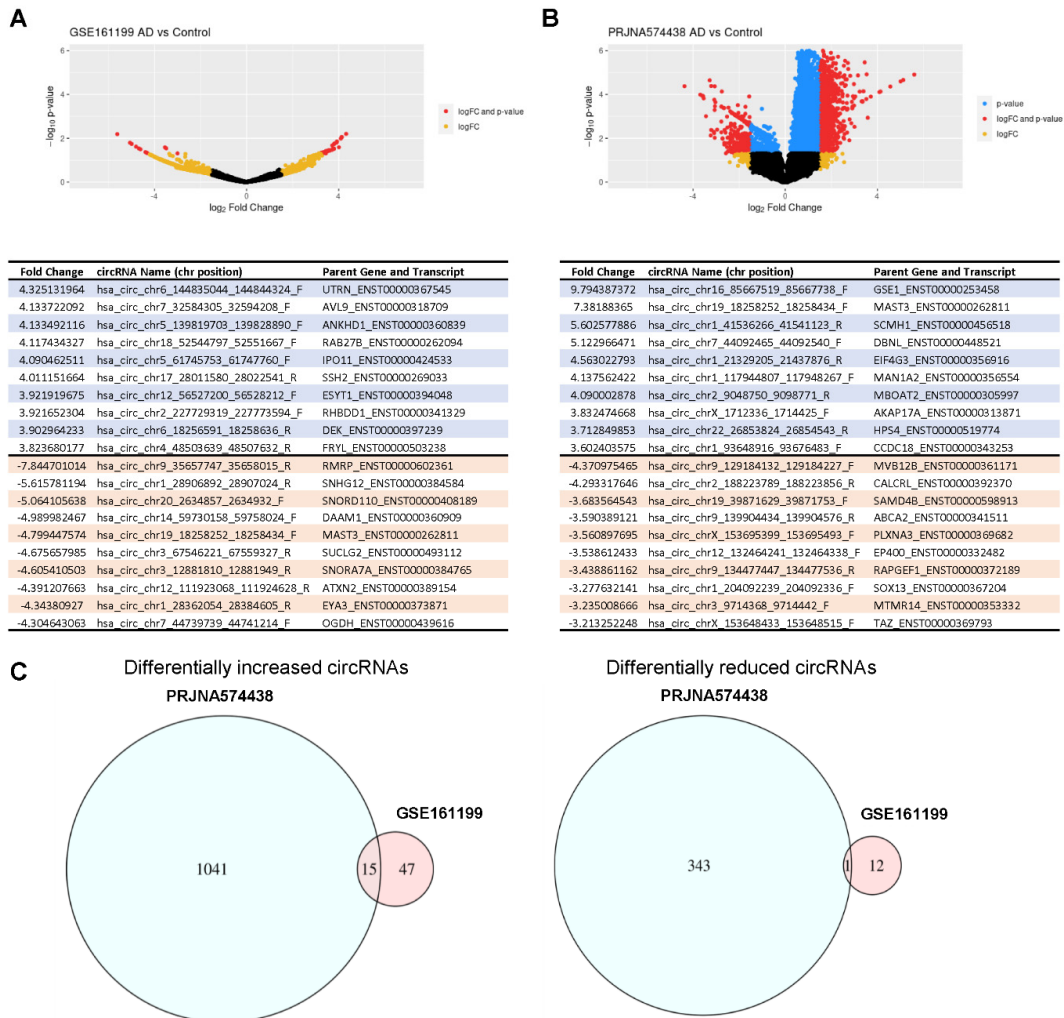 A
GSE161199 AD vs Control
6
4
2
0
−log10 p-value
-4
0
4
log2 Fold Change
logFC and p-value
logFC
B
PRJNA574438 AD vs Control
6
4
2
0
−log10 p-value
-4
0
4
log2 Fold Change
p-value
logFC and p-value
logFC
Fold Change circRNA Name (chr position) Parent Gene and Transcript
4.325131964 hsa_circ_chr6_144835044_144844324_F UTRN_ENST00000367545
4.133722092 hsa_circ_chr7_32584305_32594208_F AVL9_ENST00000318709
4.133492116 hsa_circ_chr5_139819703_139828890_F ANKHD1_ENST00000360839
4.117434327 hsa_circ_chr18_52544797_52551667_F RAB27B_ENST00000262094
4.090462511 hsa_circ_chr5_61745753_61747760_F IPO11_ENST00000424533
4.011151664 hsa_circ_chr17_28011580_28022541_R SSH2_ENST00000269033
3.921919675 hsa_circ_chr12_56527000_56528212_F ESYT1_ENST00000394048
3.921652304 hsa_circ_chr2_227729319_227773594_F RHBDD1_ENST00000341329
3.902964233 hsa_circ_chr6_18256591_18258636_R DEK_ENST00000397239
3.823680177 hsa_circ_chr4_48503639_48507632_R FRYL_ENST00000503238
-7.844701014 hsa_circ_chr9_35657747_35658015_R RMRP_ENST00000602361
-5.615781194 hsa_circ_chr1_28906892_28907024_R SNHG12_ENST00000384584
-5.064105638 hsa_circ_chr20_2634857_2634932_F SNORD110_ENST00000408189
-4.989982467 hsa_circ_chr14_59730158_59758024_F DAAM1_ENST00000360909
-4.799447574 hsa_circ_chr19_18258252_18258434_F MAST3_ENST00000262811
-4.675657985 hsa_circ_chr3_67546221_67559327_R SUCLG2_ENST00000493112
-4.605410503 hsa_circ_chr3_12881810_12881949_R SNORA7A_ENST00000384765
-4.391207663 hsa_circ_chr12_111923068_111924628_R ATXN2_ENST00000389154
-4.34380927 hsa_circ_chr1_28362054_28384605_R EYA3_ENST00000373871
-4.304643063 hsa_circ_chr7_44739739_44741214_F OGDH_ENST00000439616
Fold Change circRNA Name (chr position) Parent Gene and Transcript
9.794387372 hsa_circ_chr16_85667519_85667738_F GSE1_ENST00000253458
7.38188365 hsa_circ_chr19_18258252_18258434_F MAST3_ENST00000262811
5.602577886 hsa_circ_chr1_41536266_41541123_R SCMH1_ENST00000456518
5.122966471 hsa_circ_chr7_44092465_44092540_F DBNL_ENST00000448521
4.563022793 hsa_circ_chr1_21329205_21437876_R EIF4G3_ENST00000356916
4.137562422 hsa_circ_chr1_117944807_117948267_F MAN1A2_ENST00000356554
4.090002878 hsa_circ_chr2_9048750_9098771_R MBOAT2_ENST00000305997
3.832474668 hsa_circ_chrX_1712336_1714425_F AKAP17A_ENST00000313871
3.712849853 hsa_circ_chr22_26853824_26854543_R HPS4_ENST00000519774
3.602403575 hsa_circ_chr1_93648916_93676483_F CCDC18_ENST00000343253
-4.370975465 hsa_circ_chr9_129184132_129184227_F MVB12B_ENST00000361171
-4.293317646 hsa_circ_chr2_188223789_188223856_R CALCRL_ENST00000392370
-3.683564543 hsa_circ_chr19_39871629_39871753_F SAMD4B_ENST00000598913
-3.590389121 hsa_circ_chr9_139904434_139904576_R ABCA2_ENST00000341511
-3.560897695 hsa_circ_chrX_153695399_153695493_F PLXNA3_ENST00000369682
-3.538612433 hsa_circ_chr12_132464241_132464338_F EP400_ENST00000332482
-3.438861162 hsa_circ_chr9_134477447_134477536_R RAPGEF1_ENST00000372189
-3.277632141 hsa_circ_chr1_204092239_204092336_F SOX13_ENST00000367204
-3.235008666 hsa_circ_chr3_9714368_9714442_F MTMR14_ENST00000353332
-3.213252248 hsa_circ_chrX_153648433_153648515_F TAZ_ENST00000369793
C
Differentially increased circRNAs
PRJNA574438
GSE161199
1041
15
47
Differentially reduced circRNAs
PRJNA574438
GSE161199
343
1
12